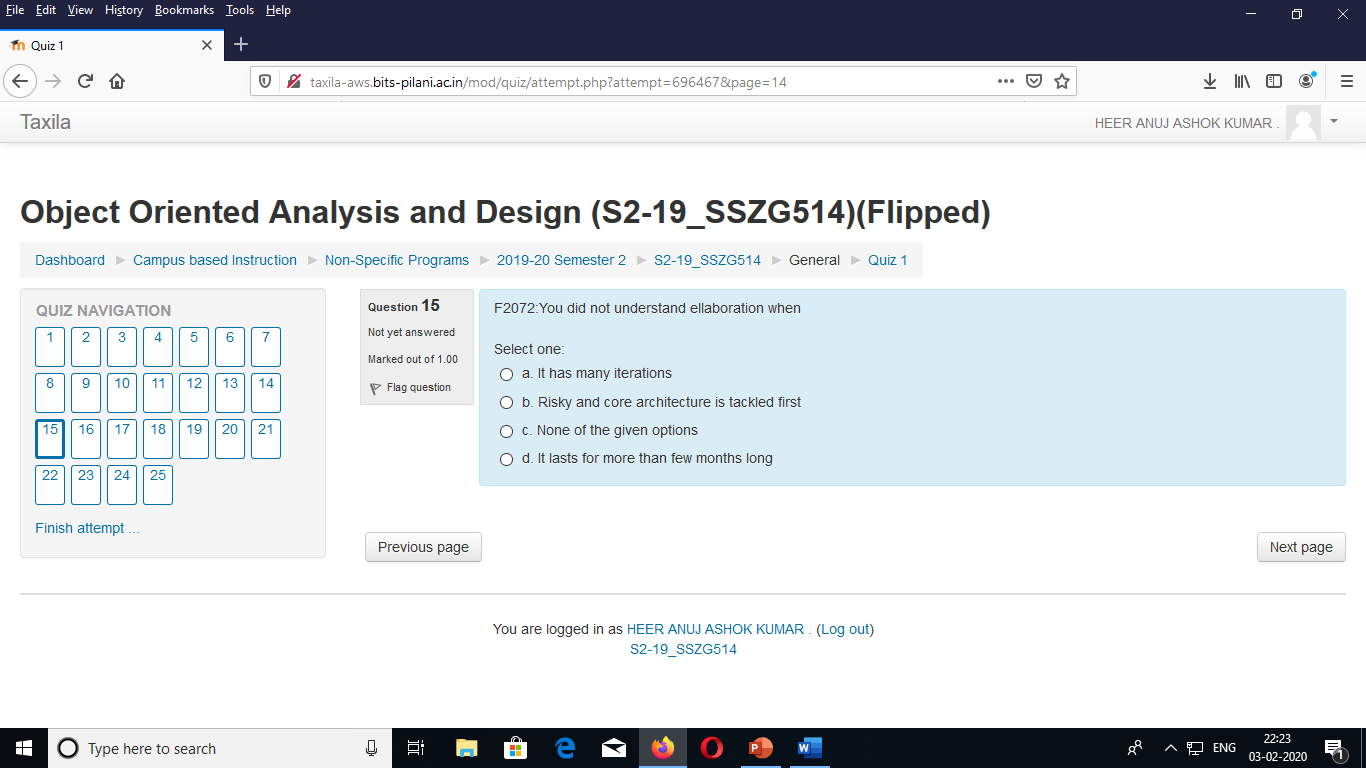 File Edit View History Bookmarks Tools Help
Quiz 1
taxila-aws.bits-pilani.ac.in/mod/quiz/attempt.php?attempt=696467&page=14
Taxila
HEER ANUJ ASHOK KUMAR .
Object Oriented Analysis and Design (S2-19_SSZG514)(Flipped)
Dashboard Campus based Instruction Non-Specific Programs 2019-20 Semester 2 S2-19_SSZG514 General Quiz 1
QUIZ NAVIGATION
1 2 3 4 5 6 7
8 9 10 11 12 13 14
15 16 17 18 19 20 21
22 23 24 25
Finish attempt ...
Question 15
Not yet answered
Marked out of 1.00
Flag question
F2072:You did not understand ellaboration when
Select one:
a. It has many iterations
b. Risky and core architecture is tackled first
c. None of the given options
d. It lasts for more than few months long
Previous page
Next page
You are logged in as HEER ANUJ ASHOK KUMAR . (Log out)
S2-19_SSZG514
Type here to search
ENG
22:23
03-02-2020
1